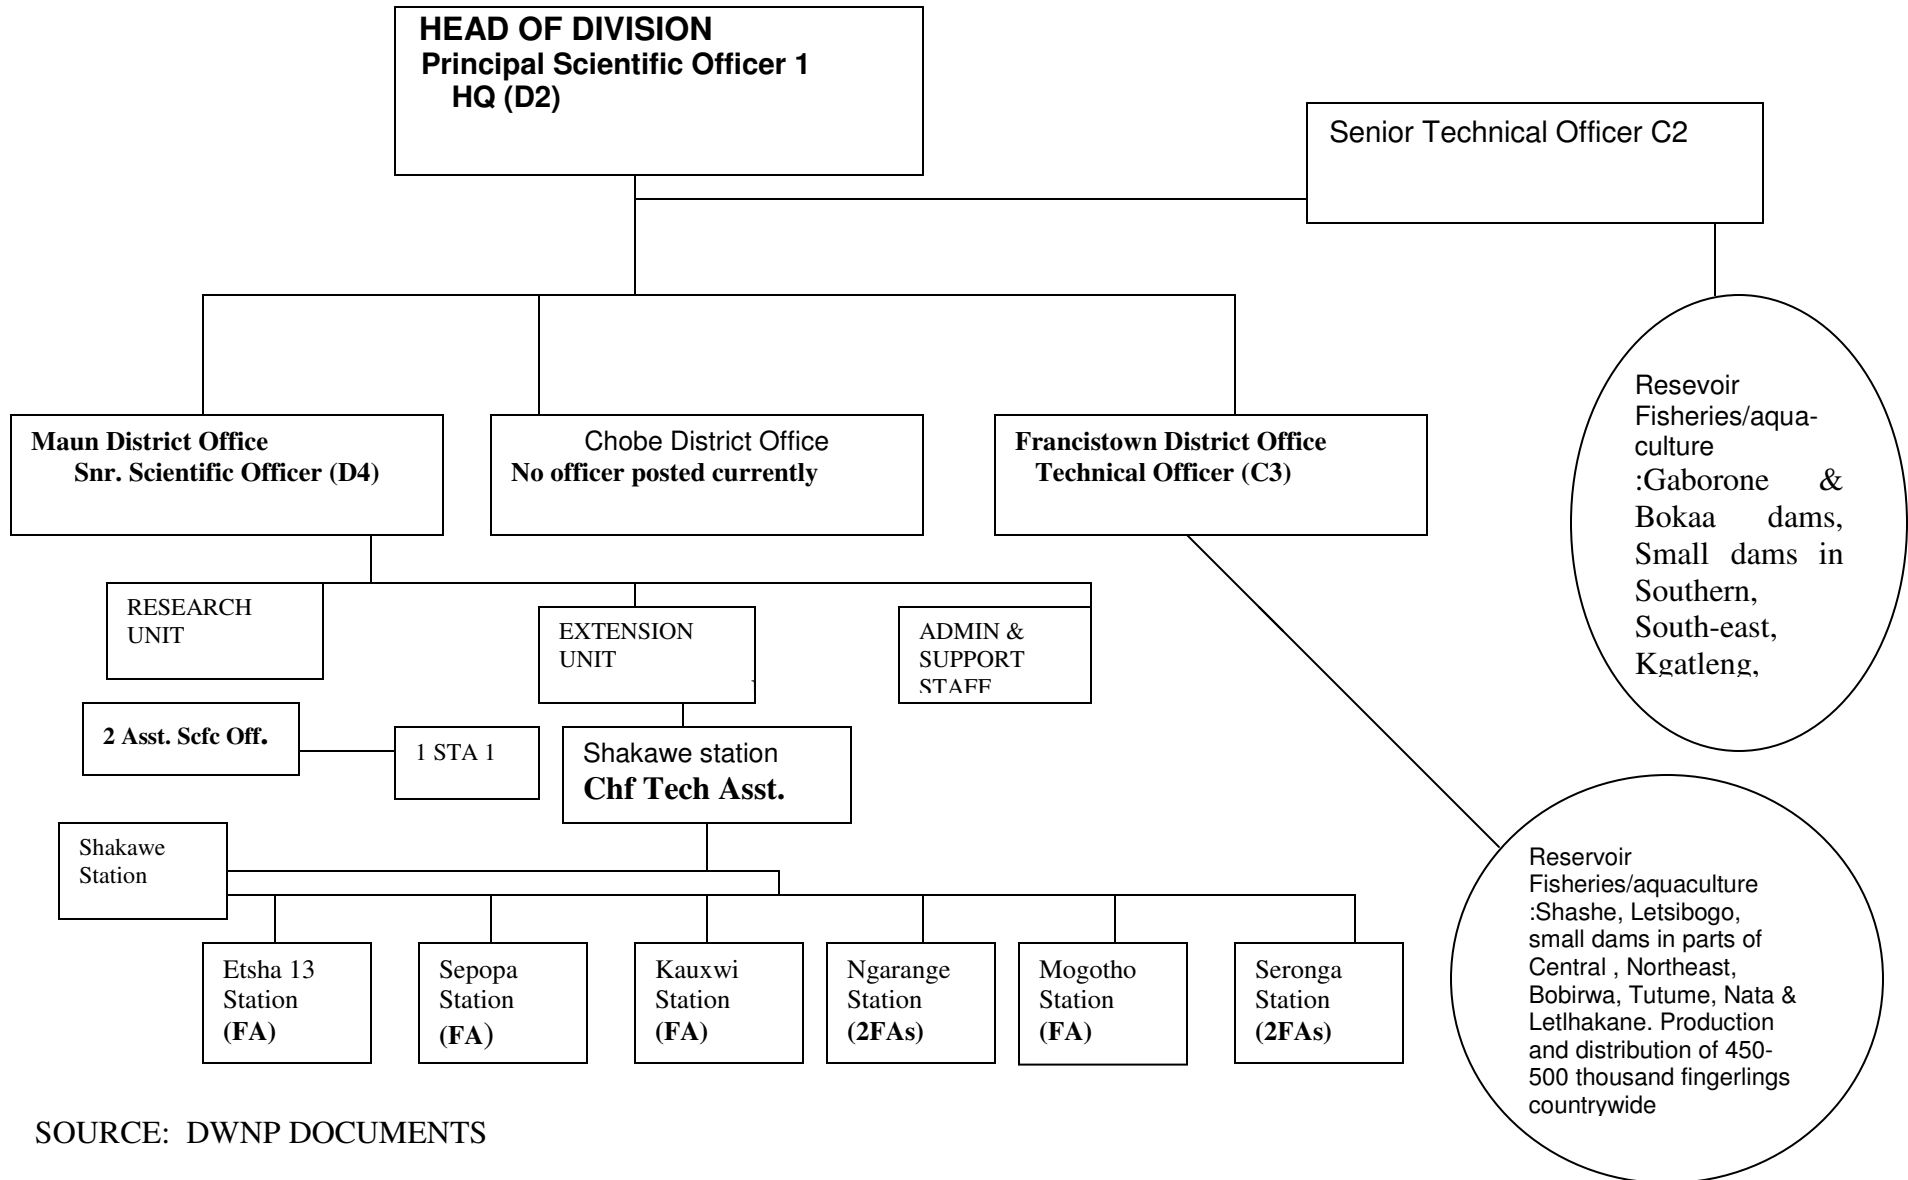 HEAD OF DIVISION
Principal Scientific Officer 1
HQ (D2)
Senior Technical Officer C2
Resevoir
Fisheries/aqua-
culture
:Gaborone &
Bokaa dams,
Small dams in
Southern,
South-east,
Kgatleng,
Maun District Office
Snr. Scientific Officer (D4)
Chobe District Office
No officer posted currently
Francistown District Office
Technical Officer (C3)
RESEARCH
UNIT
EXTENSION
UNIT
ADMIN &
SUPPORT
STAFF
2 Asst. Scfc Off.
1 STA 1
Shakawe station
Chf Tech Asst.
Shakawe
Station
Etsha 13
Station
(FA)
Sepopa
Station
(FA)
Kauxwi
Station
(FA)
Ngarange
Station
(2FAs)
Mogotho
Station
(FA)
Seronga
Station
(2FAs)
Reservoir
Fisheries/aquaculture
:Shashe, Letsibogo,
small dams in parts of
Central , Northeast,
Bobirwa, Tutume, Nata &
Letlhakane. Production
and distribution of 450-
500 thousand fingerlings
countrywide
SOURCE: DWNP DOCUMENTS